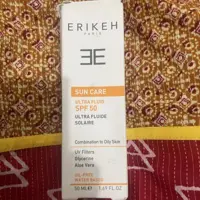 ERIKEH
PARIS
SUN CARE
ULTRA FLUID
SPF 50
ULTRA FLUIDE
SOLAIRE
Combination to Oily Skin
UV Filters
Glycerine
Aloe Vera
OIL-FREE
WATER BASED
50 ML ℮ 1.69 FL.OZ